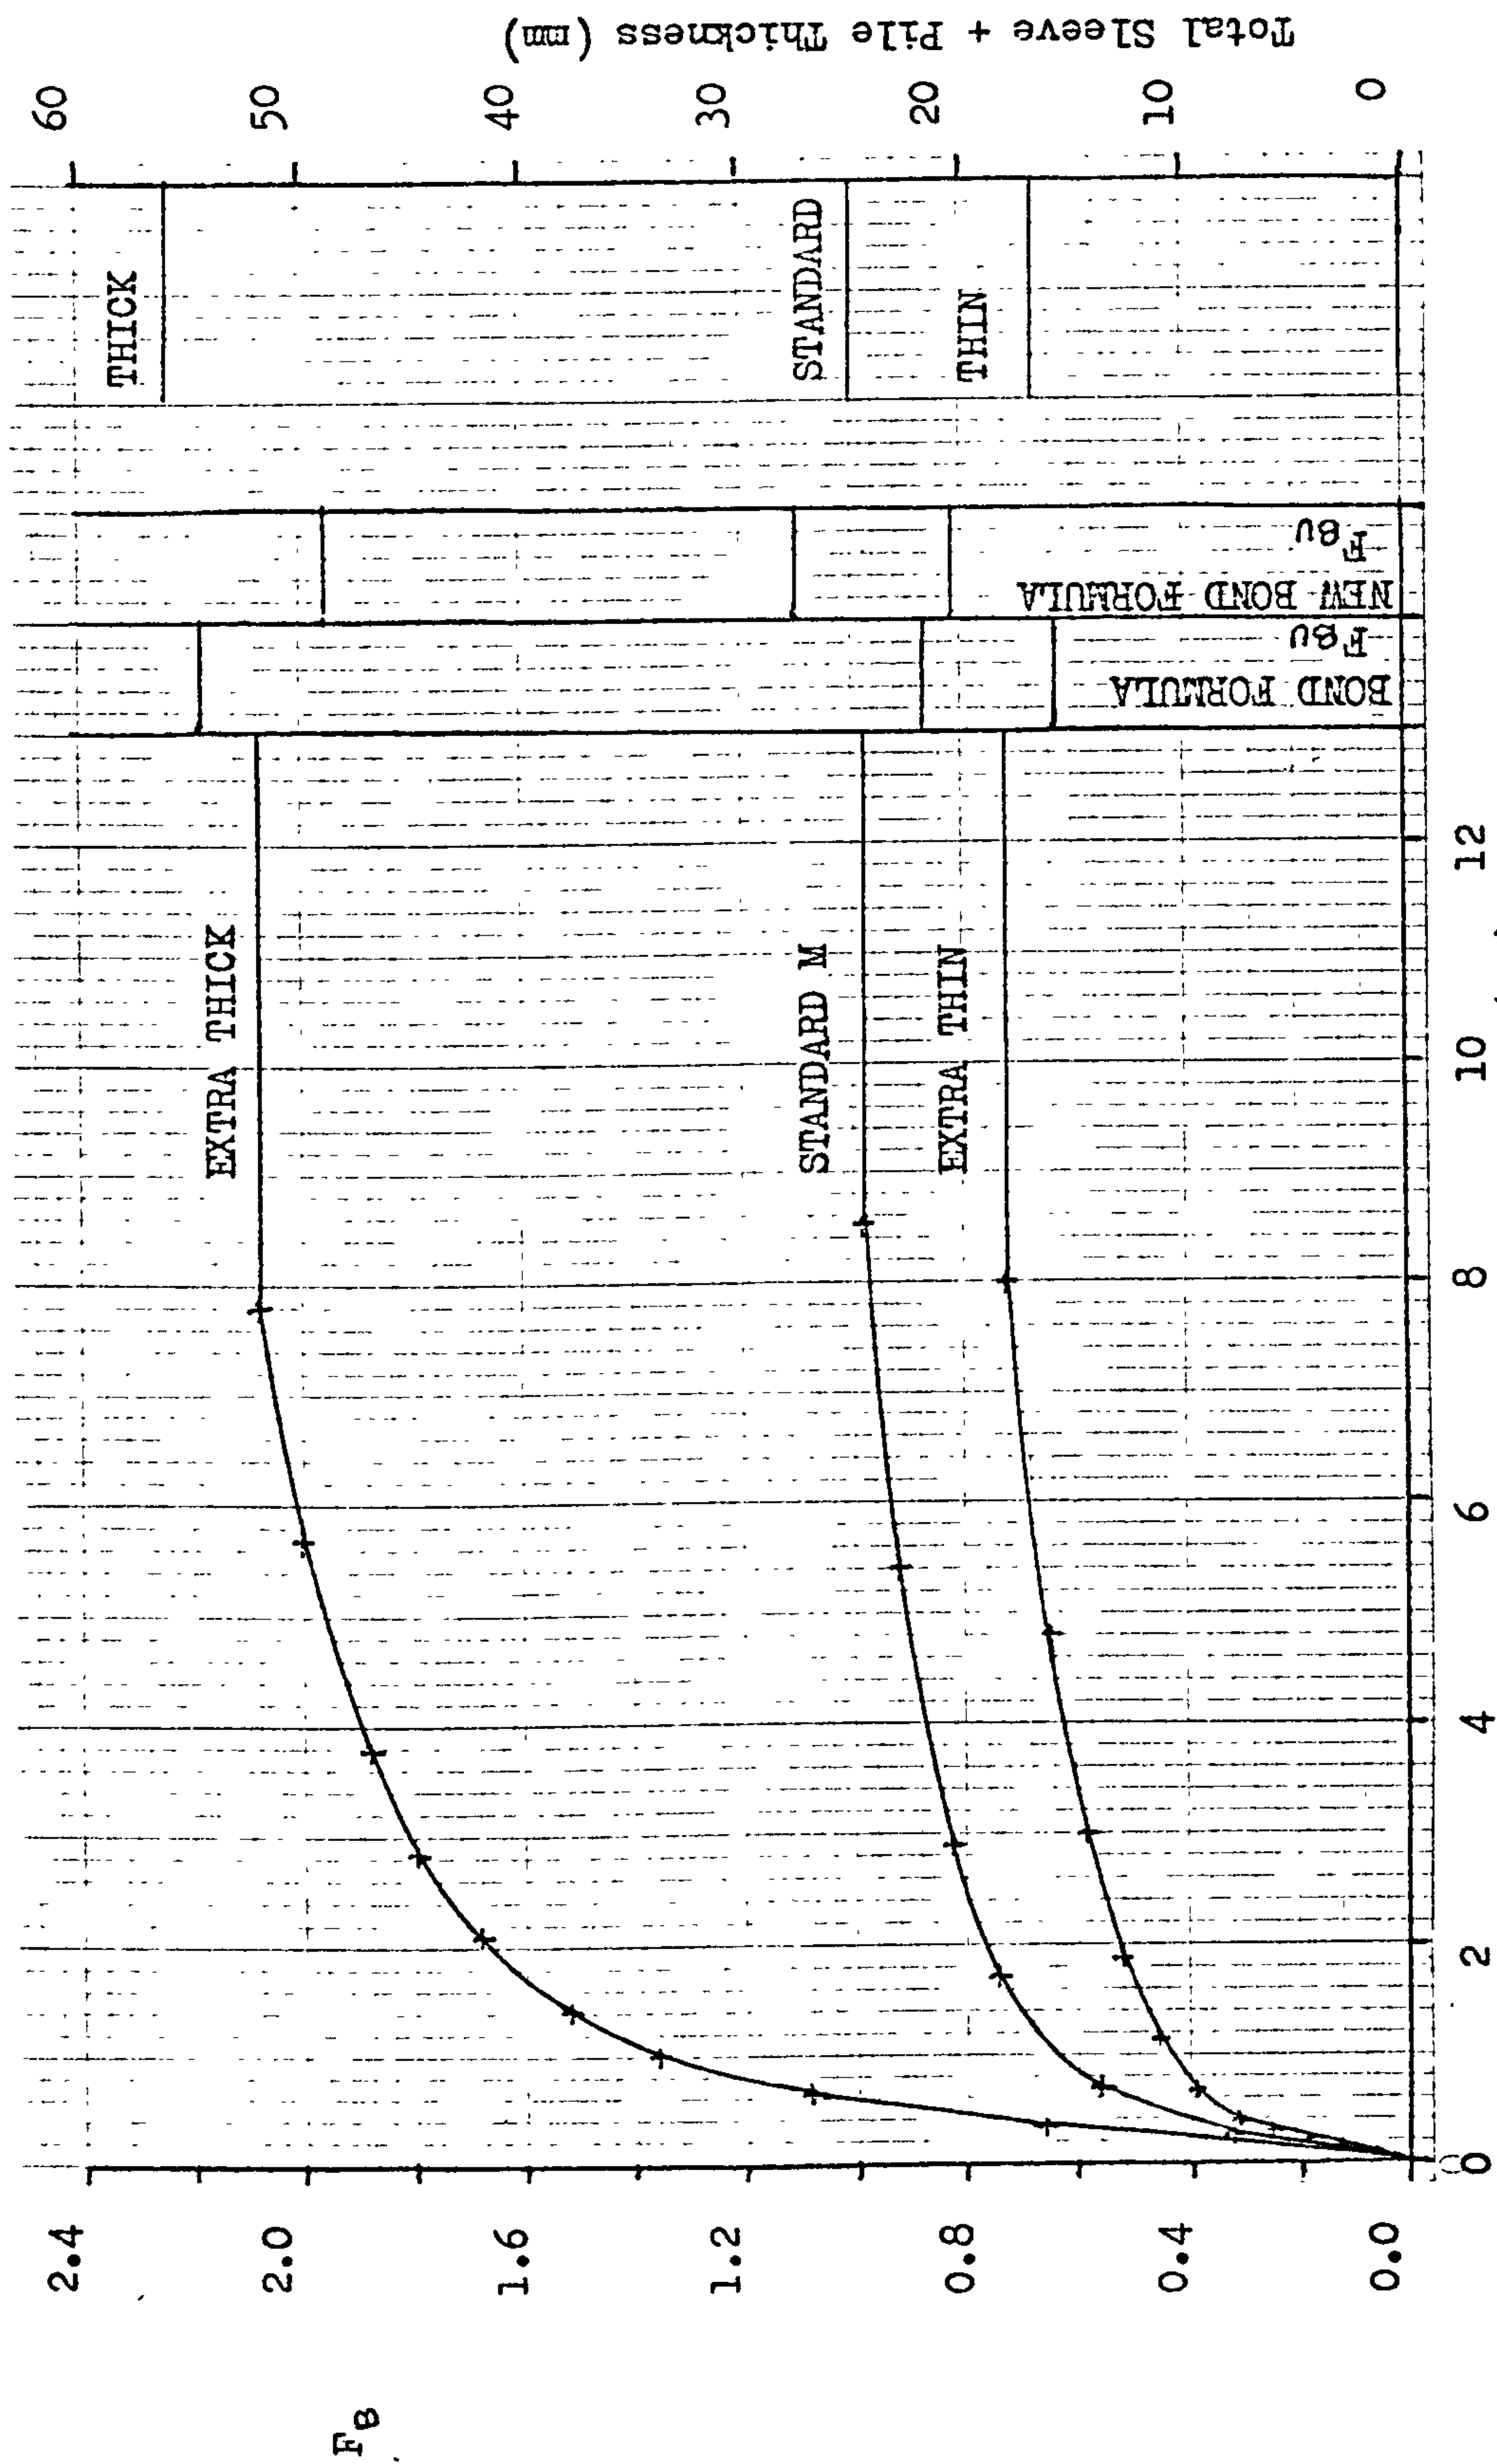 F_B
2.4
2.0
1.6
1.2
0.8
0.4
0.0
0
2
4
6
8
10
12
EXTRA THICK
STANDARD M
EXTRA THIN
BOND FORMULA
F_BU
NEW BOND FORMULA
F_BU
THICK
STANDARD
THIN
60
50
40
30
20
10
0
Total Sleeve + Pile Thickness (mm)